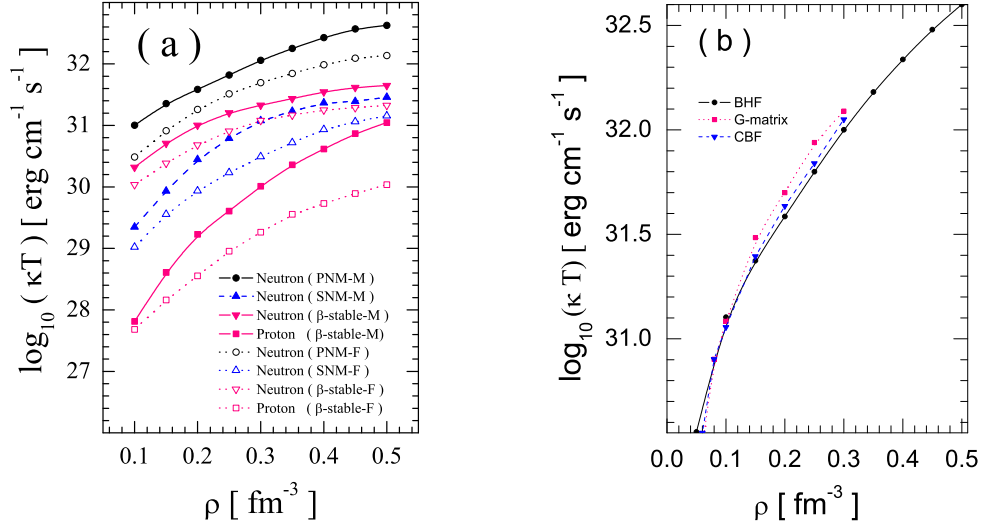 ( a )
32
31
30
29
28
27
log10 ( κT ) [ erg cm-1 s-1 ]
Neutron ( PNM-M )
Neutron ( SNM-M )
Neutron ( β-stable-M )
Proton ( β-stable-M)
Neutron ( PNM-F )
Neutron ( SNM-F )
Neutron ( β-stable-F )
Proton ( β-stable-F )
0.1 0.2 0.3 0.4 0.5
ρ [ fm-3 ]
( b )
32.5
32.0
31.5
31.0
log10 (κ T) [ erg cm-1 s-1 ]
BHF
G-matrix
CBF
0.0 0.1 0.2 0.3 0.4 0.5
ρ [ fm-3 ]